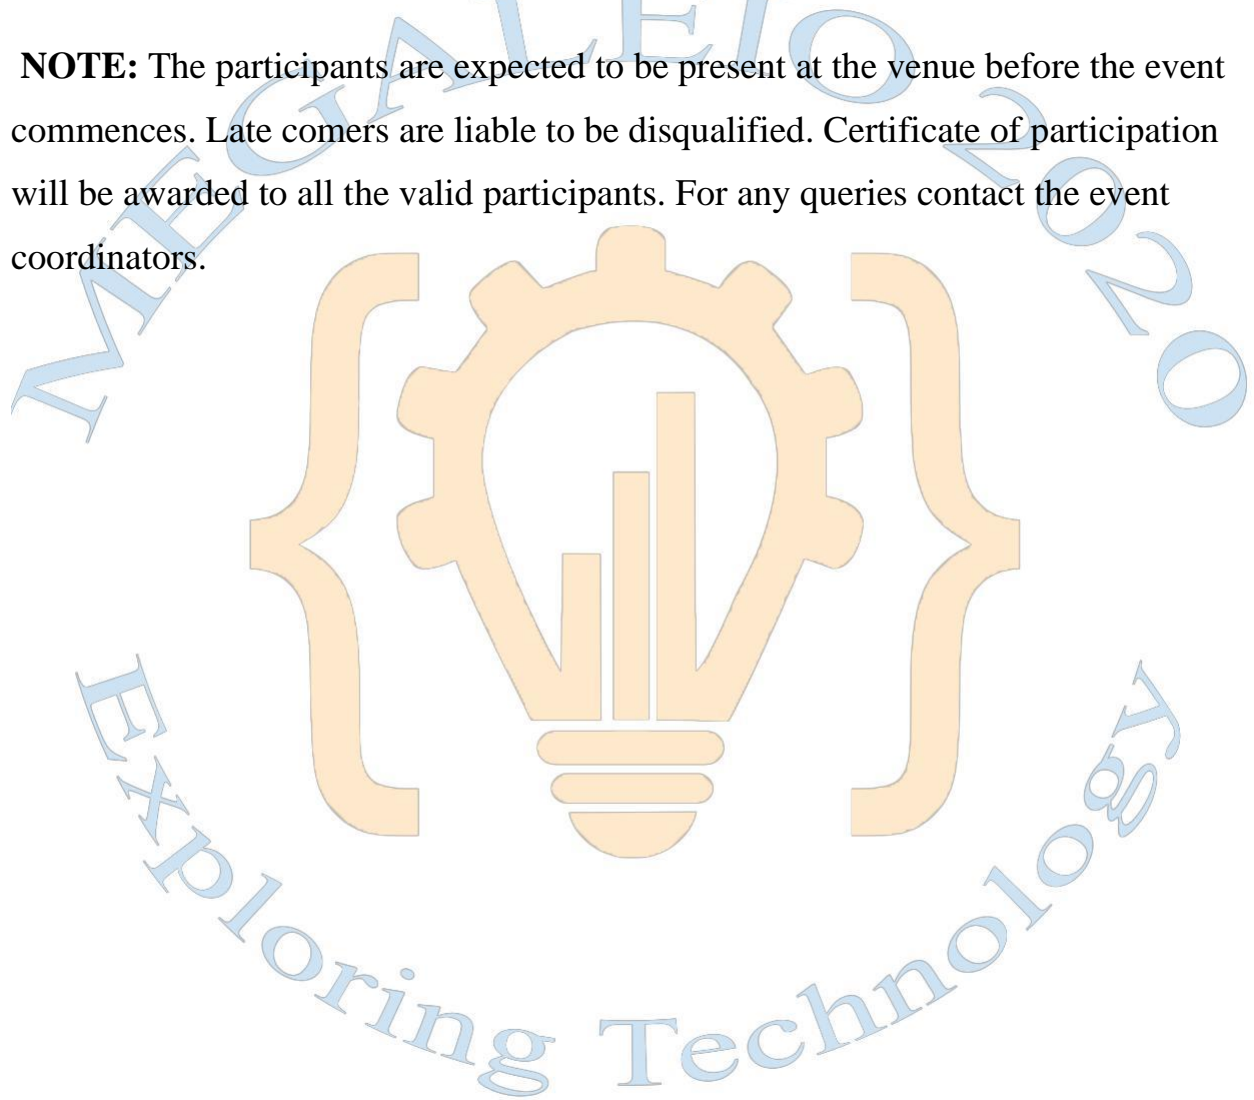 NOTE: The participants are expected to be present at the venue before the event
commences. Late comers are liable to be disqualified. Certificate of participation
will be awarded to all the valid participants. For any queries contact the event
coordinators.
MEGALEIO 2020
Exploring Technology